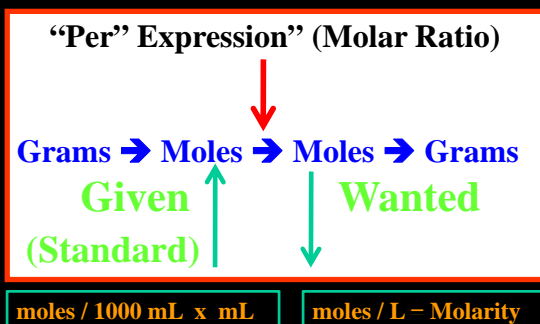 “Per” Expression” (Molar Ratio)
Grams ➔ Moles ➔ Moles ➔ Grams
Given Wanted
(Standard)
moles / 1000 mL x mL
moles / L – Molarity